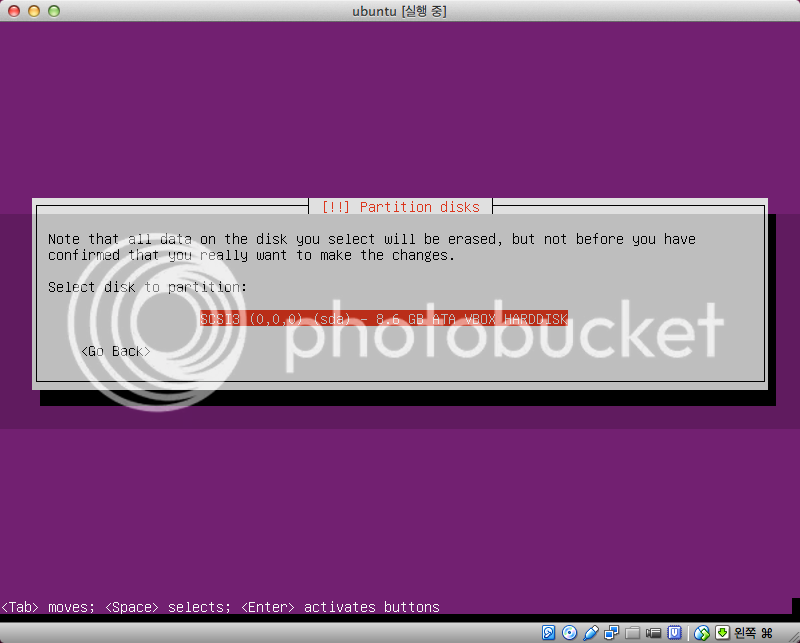 ubuntu [실행 중]
[!!] Partition disks
Note that all data on the disk you select will be erased, but not before you have
confirmed that you really want to make the changes.
Select disk to partition:
SCSI3 (0,0,0) (sda) - 8.6 GB ATA VBOX HARDDISK
photobucket
<Go Back>
<Tab> moves; <Space> selects; <Enter> activates buttons
왼쪽 ⌘